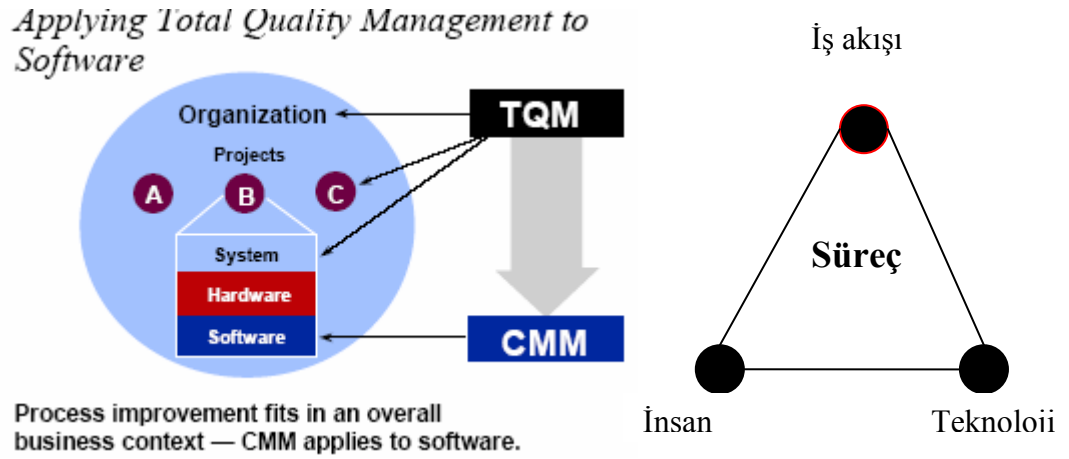 Applying Total Quality Management to
Software
Organization
TQM
Projects
A
B
C
System
Hardware
Software
CMM
Process improvement fits in an overall
business context — CMM applies to software.
İş akışı
Süreç
İnsan
Teknoloji